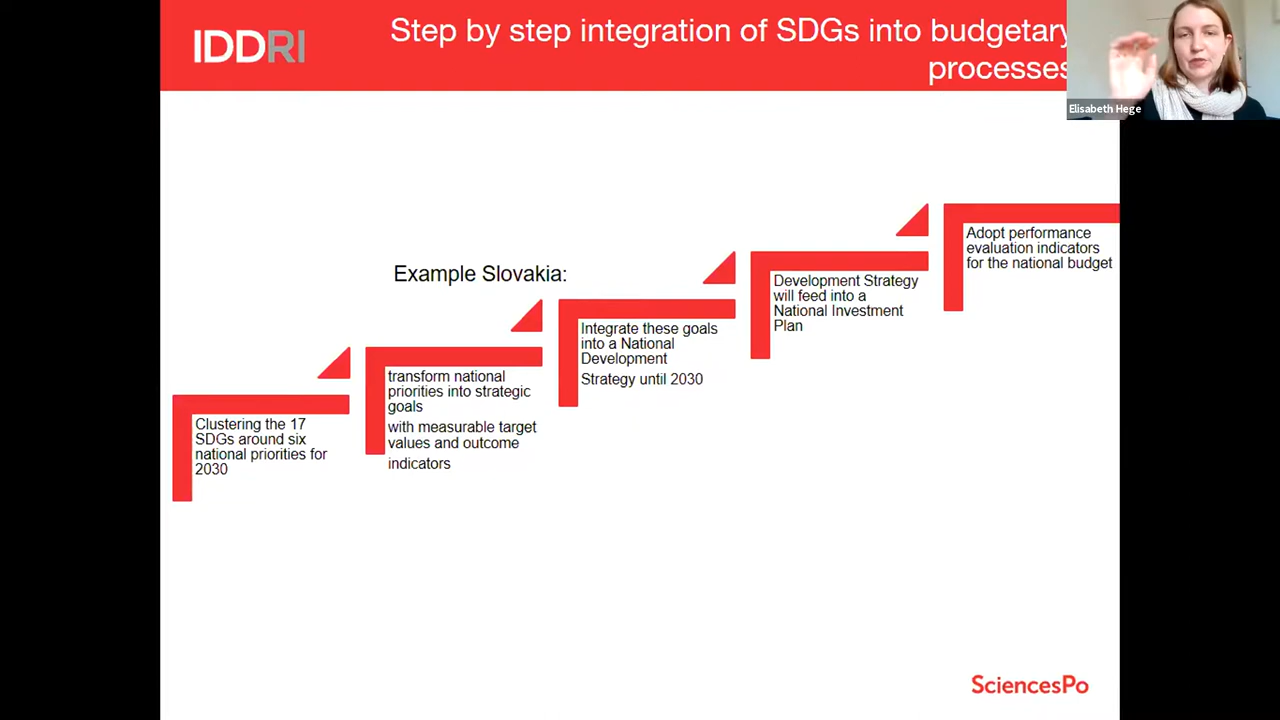 IDDRI
Step by step integration of SDGs into budgetary
processes
Elisabeth Hege
Example Slovakia:
Clustering the 17
SDGs around six
national priorities for
2030
transform national
priorities into strategic
goals
with measurable target
values and outcome
indicators
Integrate these goals
into a National
Development
Strategy until 2030
Development Strategy
will feed into a
National Investment
Plan
Adopt performance
evaluation indicators
for the national budget
SciencesPo